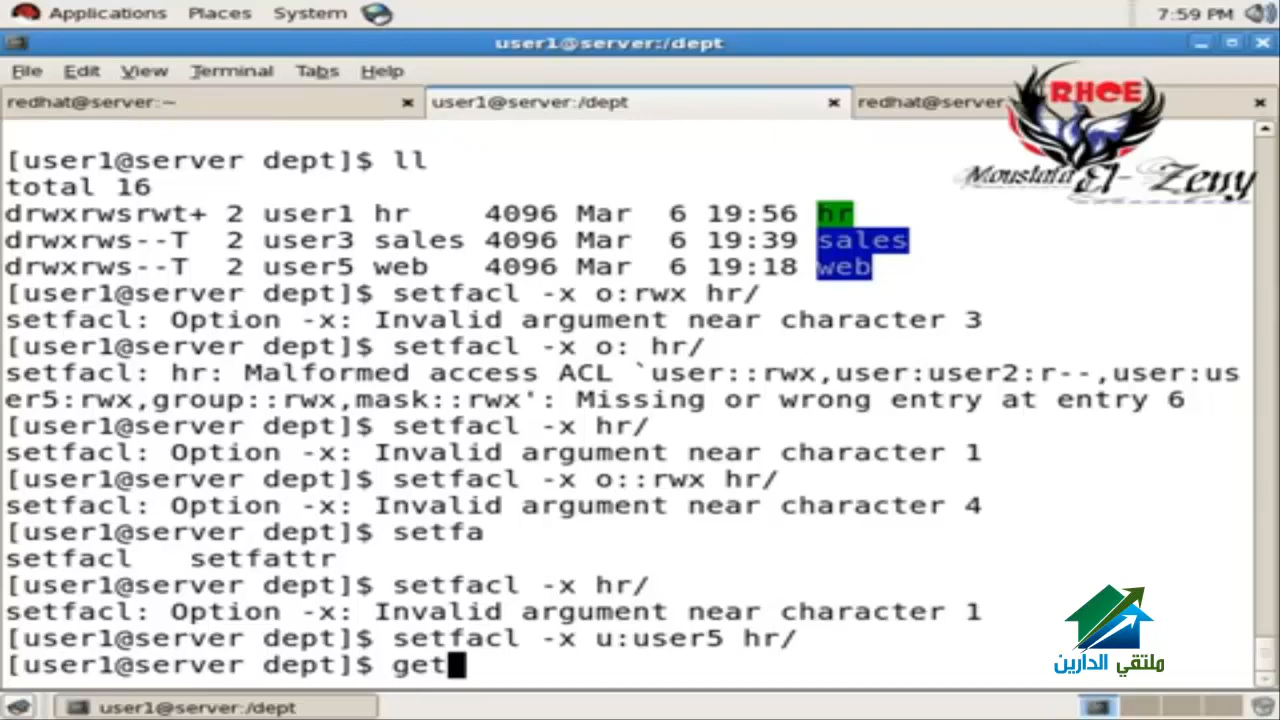 Applications Places System 7:59 PM
user1@server:/dept
File Edit View Terminal Tabs Help
redhat@server:~ user1@server:/dept redhat@server:
RHCE
Moustafa El-Zeny
[user1@server dept]$ ll
total 16
drwxrwsrwt+ 2 user1 hr 4096 Mar 6 19:56 hr
drwxrws--T 2 user3 sales 4096 Mar 6 19:39 sales
drwxrws--T 2 user5 web 4096 Mar 6 19:18 web
[user1@server dept]$ setfacl -x o:rwx hr/
setfacl: Option -x: Invalid argument near character 3
[user1@server dept]$ setfacl -x o: hr/
setfacl: hr: Malformed access ACL `user::rwx,user:user2:r--,user:us
er5:rwx,group::rwx,mask::rwx': Missing or wrong entry at entry 6
[user1@server dept]$ setfacl -x hr/
setfacl: Option -x: Invalid argument near character 1
[user1@server dept]$ setfacl -x o::rwx hr/
setfacl: Option -x: Invalid argument near character 4
[user1@server dept]$ setfa
setfacl setfattr
[user1@server dept]$ setfacl -x hr/
setfacl: Option -x: Invalid argument near character 1
[user1@server dept]$ setfacl -x u:user5 hr/
[user1@server dept]$ get
ملتقي الدارين
user1@server:/dept